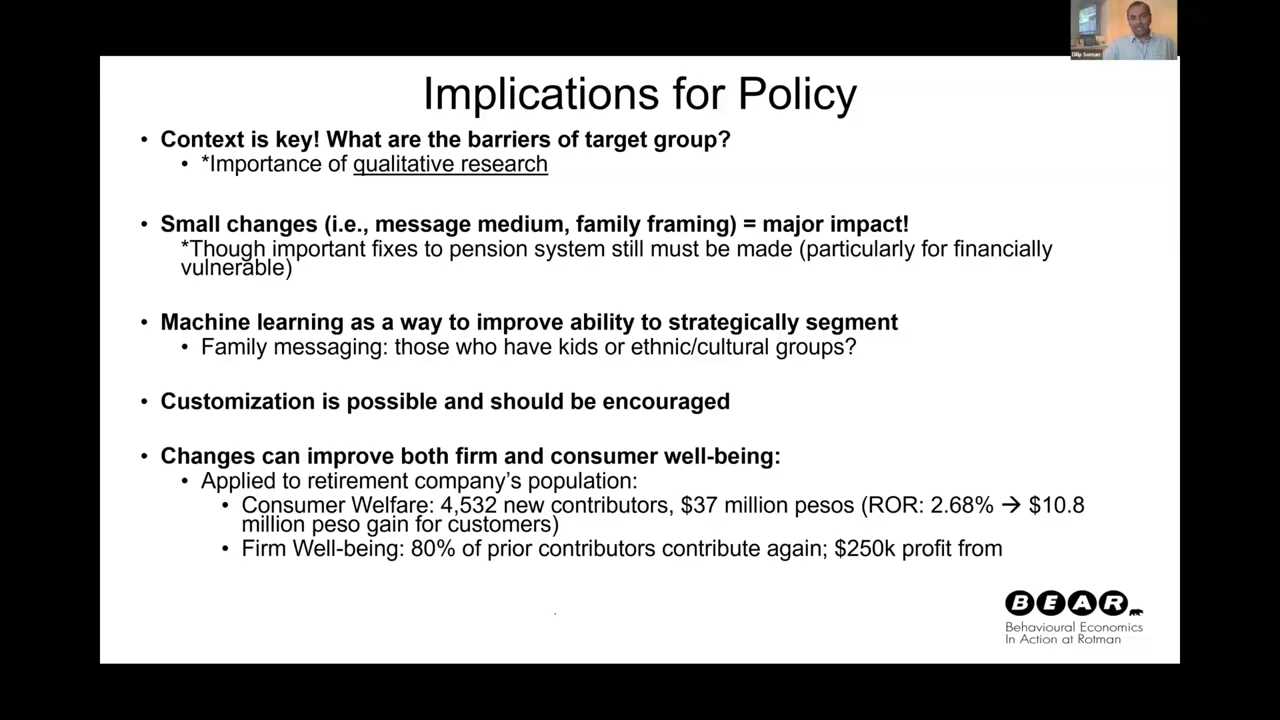 Dilip Soman
Implications for Policy
• Context is key! What are the barriers of target group?
• *Importance of qualitative research
• Small changes (i.e., message medium, family framing) = major impact!
*Though important fixes to pension system still must be made (particularly for financially
vulnerable)
• Machine learning as a way to improve ability to strategically segment
• Family messaging: those who have kids or ethnic/cultural groups?
• Customization is possible and should be encouraged
• Changes can improve both firm and consumer well-being:
• Applied to retirement company’s population:
• Consumer Welfare: 4,532 new contributors, $37 million pesos (ROR: 2.68% → $10.8
million peso gain for customers)
• Firm Well-being: 80% of prior contributors contribute again; $250k profit from
BEAR
Behavioural Economics
In Action at Rotman